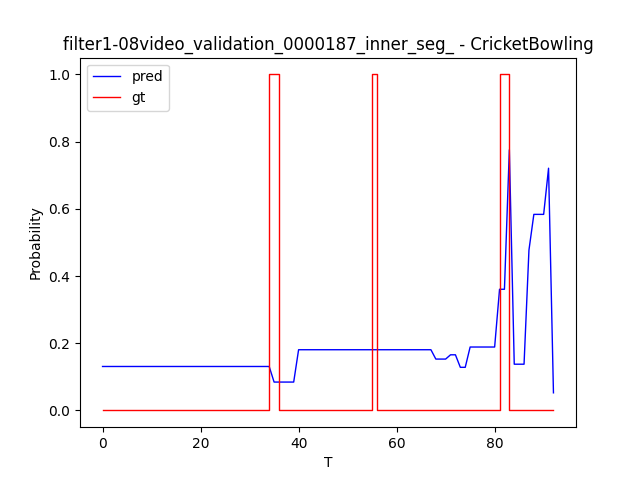 filter1-08video_validation_0000187_inner_seg_ - CricketBowling
pred
gt
1.0
0.8
0.6
0.4
0.2
0.0
Probability
0 20 40 60 80
T